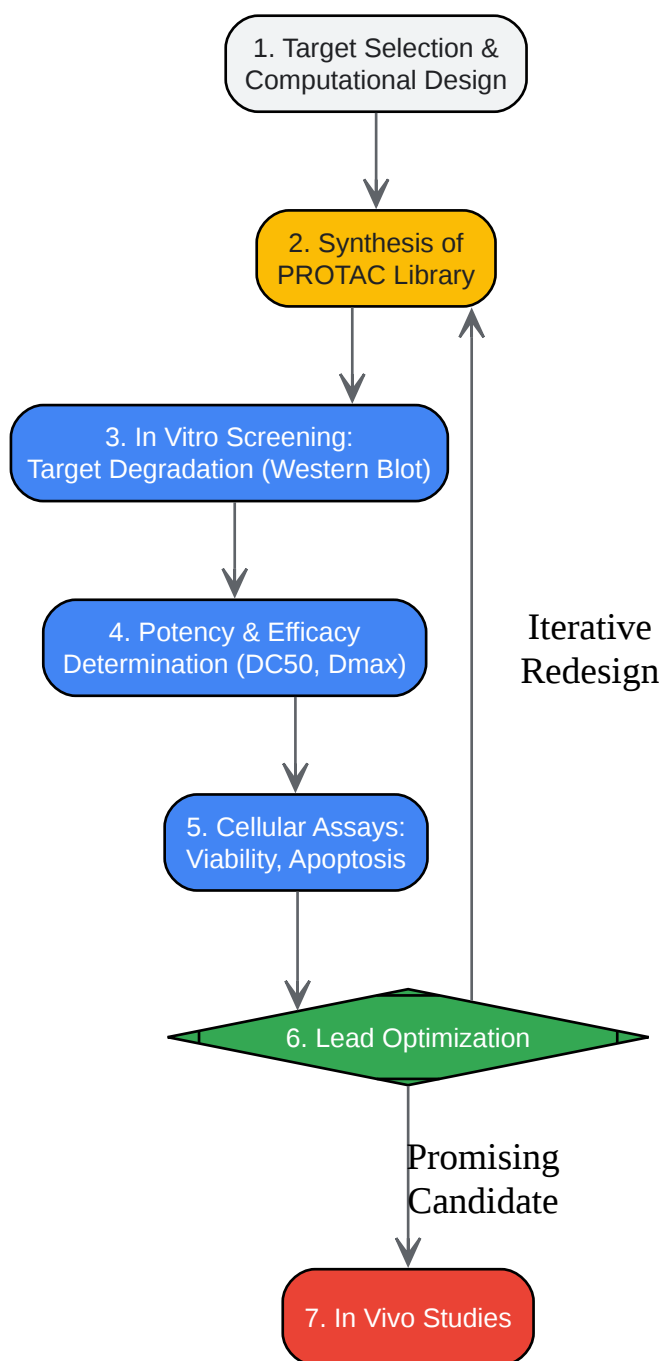 1. Target Selection &
Computational Design
2. Synthesis of
PROTAC Library
3. In Vitro Screening:
Target Degradation (Western Blot)
4. Potency & Efficacy
Determination (DC50, Dmax)
Iterative
Redesign
5. Cellular Assays:
Viability, Apoptosis
6. Lead Optimization
Promising
Candidate
7. In Vivo Studies